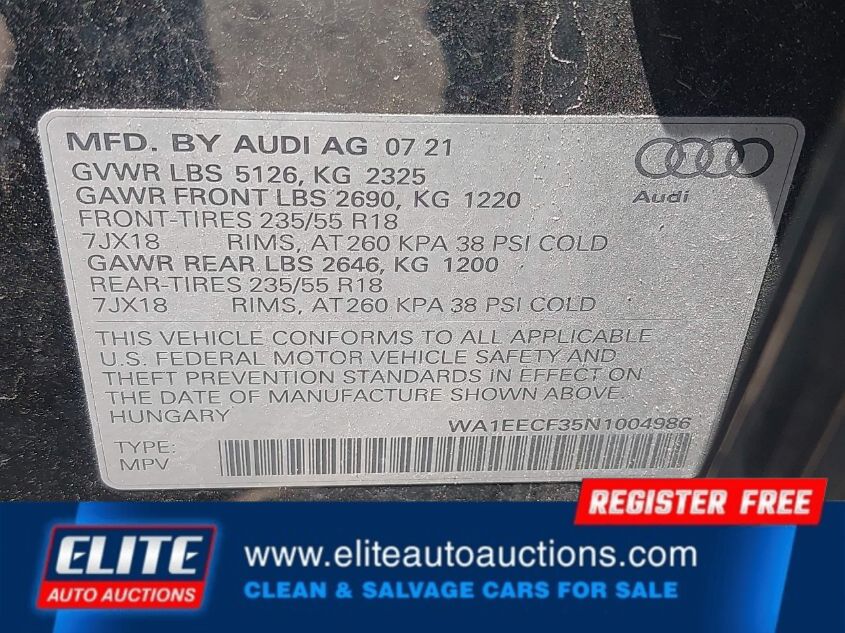 MFD. BY AUDI AG 07 21
GVWR LBS 5126, KG 2325
GAWR FRONT LBS 2690, KG 1220
FRONT-TIRES 235/55 R18
7JX18 RIMS, AT 260 KPA 38 PSI COLD
GAWR REAR LBS 2646, KG 1200
REAR-TIRES 235/55 R18
7JX18 RIMS, AT 260 KPA 38 PSI COLD
Audi
THIS VEHICLE CONFORMS TO ALL APPLICABLE
U.S. FEDERAL MOTOR VEHICLE SAFETY AND
THEFT PREVENTION STANDARDS IN EFFECT ON
THE DATE OF MANUFACTURE SHOWN ABOVE.
HUNGARY WA1EECF35N1004986
TYPE:
MPV
REGISTER FREE
ELITE
AUTO AUCTIONS
www.eliteautoauctions.com
CLEAN & SALVAGE CARS FOR SALE